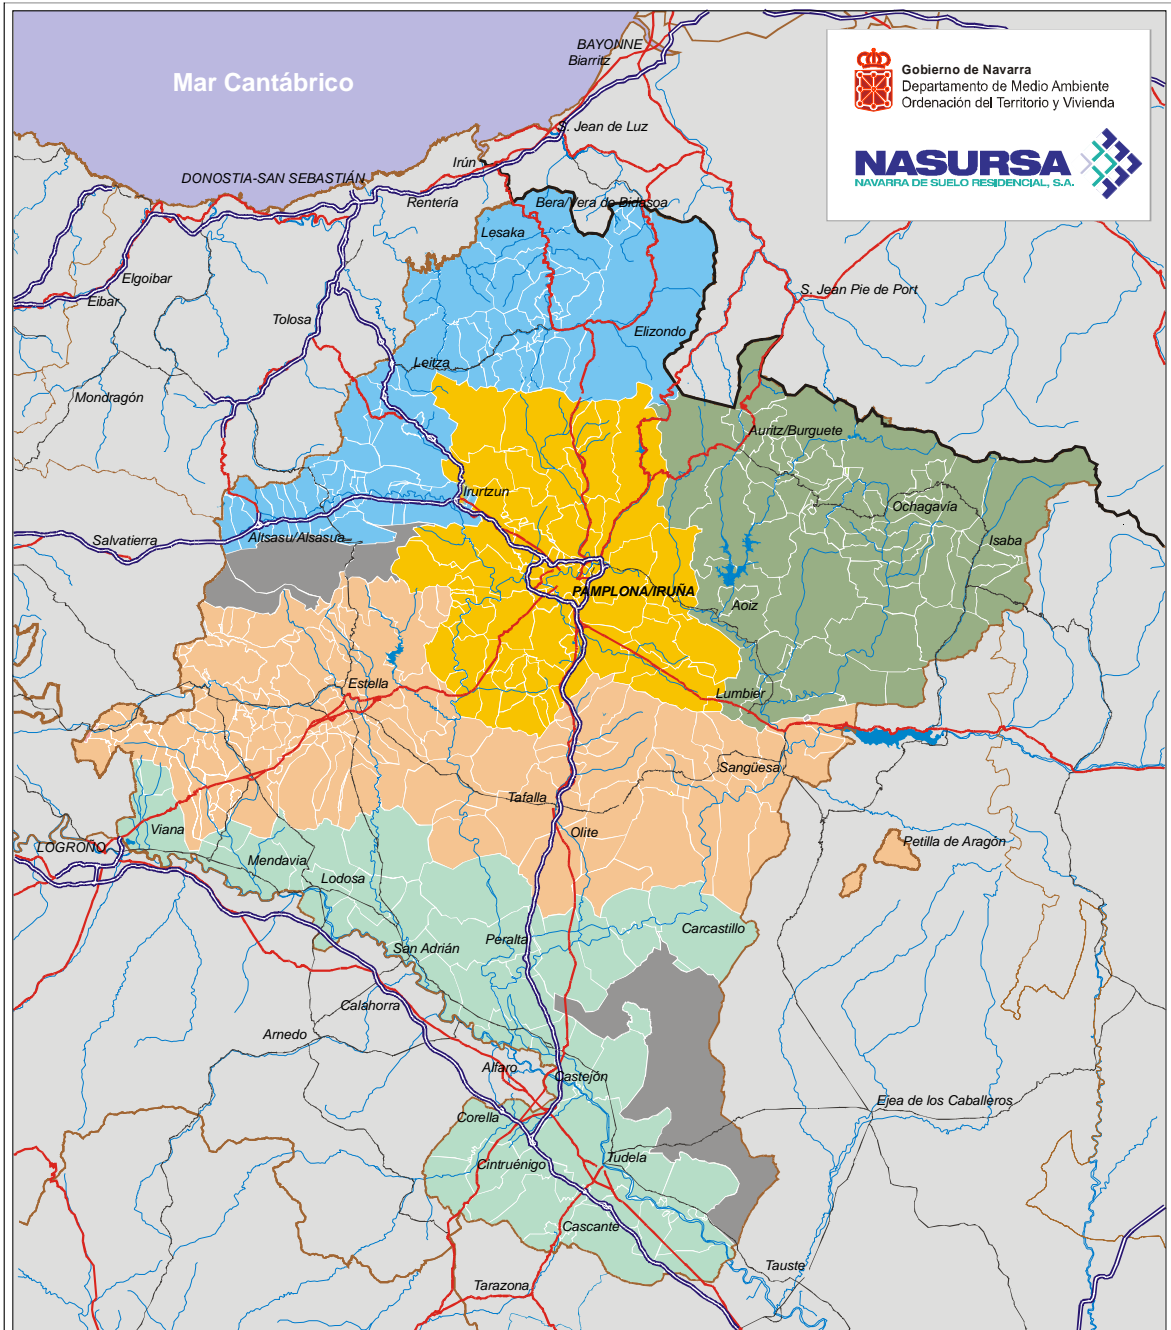 BAYONNE
Biarritz
Mar Cantábrico
Gobierno de Navarra
Departamento de Medio Ambiente
Ordenación del Territorio y Vivienda
NASURSA
NAVARRA DE SUELO RESIDENCIAL, S.A.
S. Jean de Luz
Irún
DONOSTIA-SAN SEBASTIÁN
Rentería
Bera/Vera de Bidasoa
Lesaka
Elgoibar
Eibar
S. Jean Pie de Port
Tolosa
Elizondo
Leitza
Mondragón
Auritz/Burguete
Irurtzun
Ochagavía
Salvatierra
Altsasu/Alsasua
Isaba
PAMPLONA/IRUÑA
Aoiz
Estella
Lumbier
Sangüesa
Tafalla
Viana
Olite
LOGROÑO
Petilla de Aragón
Mendavia
Lodosa
Carcastillo
Peralta
San Adrián
Calahorra
Arnedo
Alfaro
Castejón
Ejea de los Caballeros
Corella
Cintruénigo
Tudela
Cascante
Tauste
Tarazona